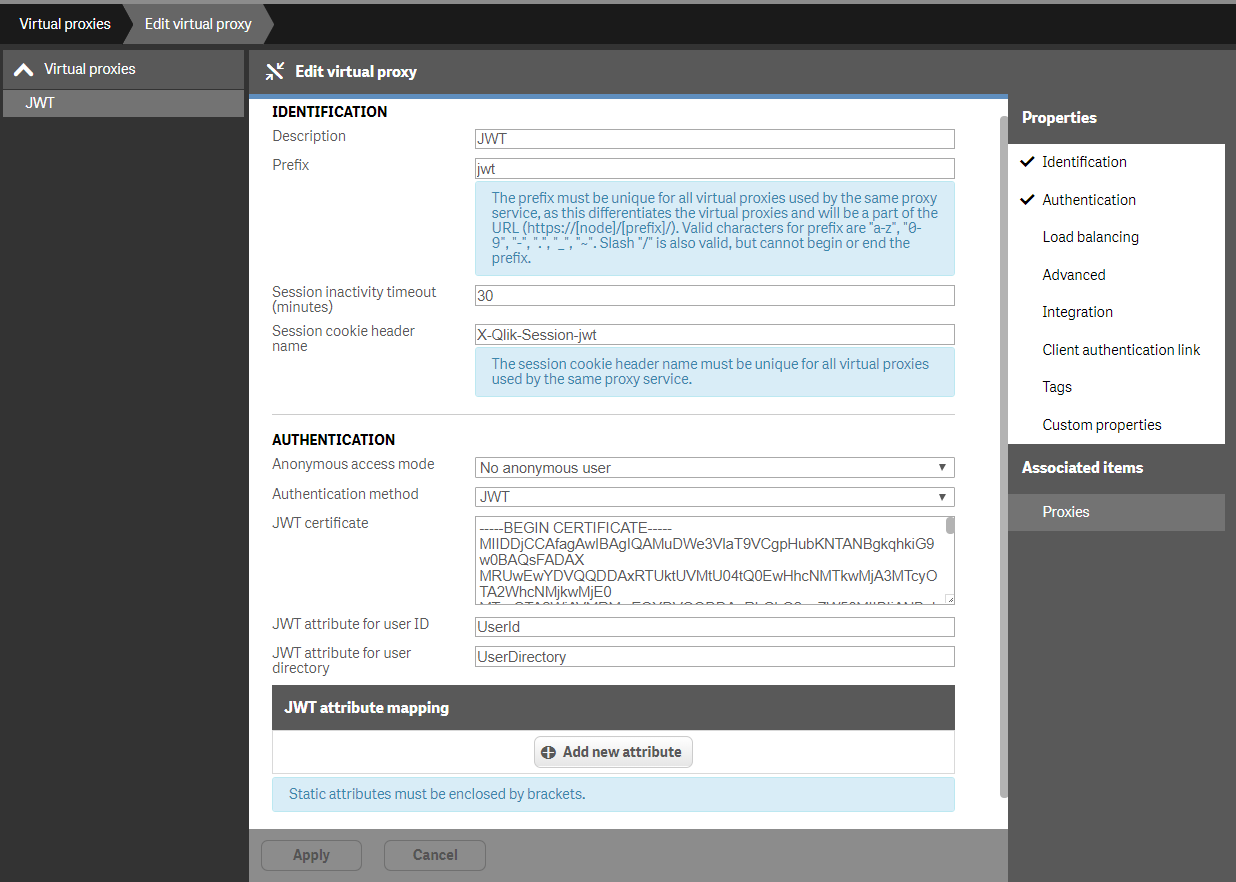 Virtual proxies
Edit virtual proxy
Virtual proxies
JWT
Edit virtual proxy
IDENTIFICATION
Description
JWT
Prefix
jwt
The prefix must be unique for all virtual proxies used by the same proxy
service, as this differentiates the virtual proxies and will be a part of the
URL (https://[node]/[prefix]/). Valid characters for prefix are "a-z", "0-
9", "-", ".", "_", "~". Slash "/" is also valid, but cannot begin or end the
prefix.
Session inactivity timeout
(minutes)
30
Session cookie header
name
X-Qlik-Session-jwt
The session cookie header name must be unique for all virtual proxies
used by the same proxy service.
AUTHENTICATION
Anonymous access mode
No anonymous user
Authentication method
JWT
JWT certificate
-----BEGIN CERTIFICATE-----
MIIDDjCCAfagAwIBAgIQAMuDWe3VlaT9VCgpHubKNTANBgkqhkiG9
w0BAQsFADAX
MRUwEwYDVQQDDAxRTUktUVMtU04tQ0EwHhcNMTkwMjA3MTcyO
TA2WhcNMjkwMjE0
JWT attribute for user ID
UserId
JWT attribute for user
directory
UserDirectory
JWT attribute mapping
Add new attribute
Static attributes must be enclosed by brackets.
Apply
Cancel
Properties
Identification
Authentication
Load balancing
Advanced
Integration
Client authentication link
Tags
Custom properties
Associated items
Proxies